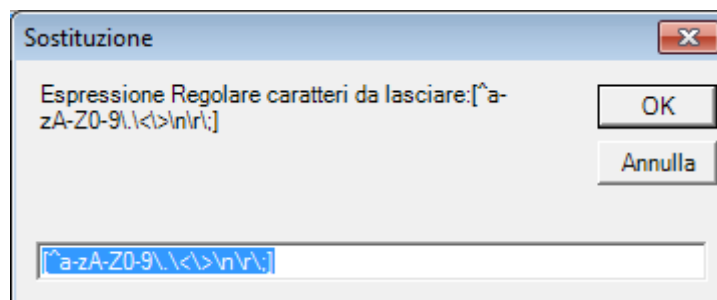 Sostituzione
Espressione Regolare caratteri da lasciare:[^a-
zA-Z0-9\.\<\>\n\r\;]
OK
Annulla
[^a-zA-Z0-9\.\<\>\n\r\;]